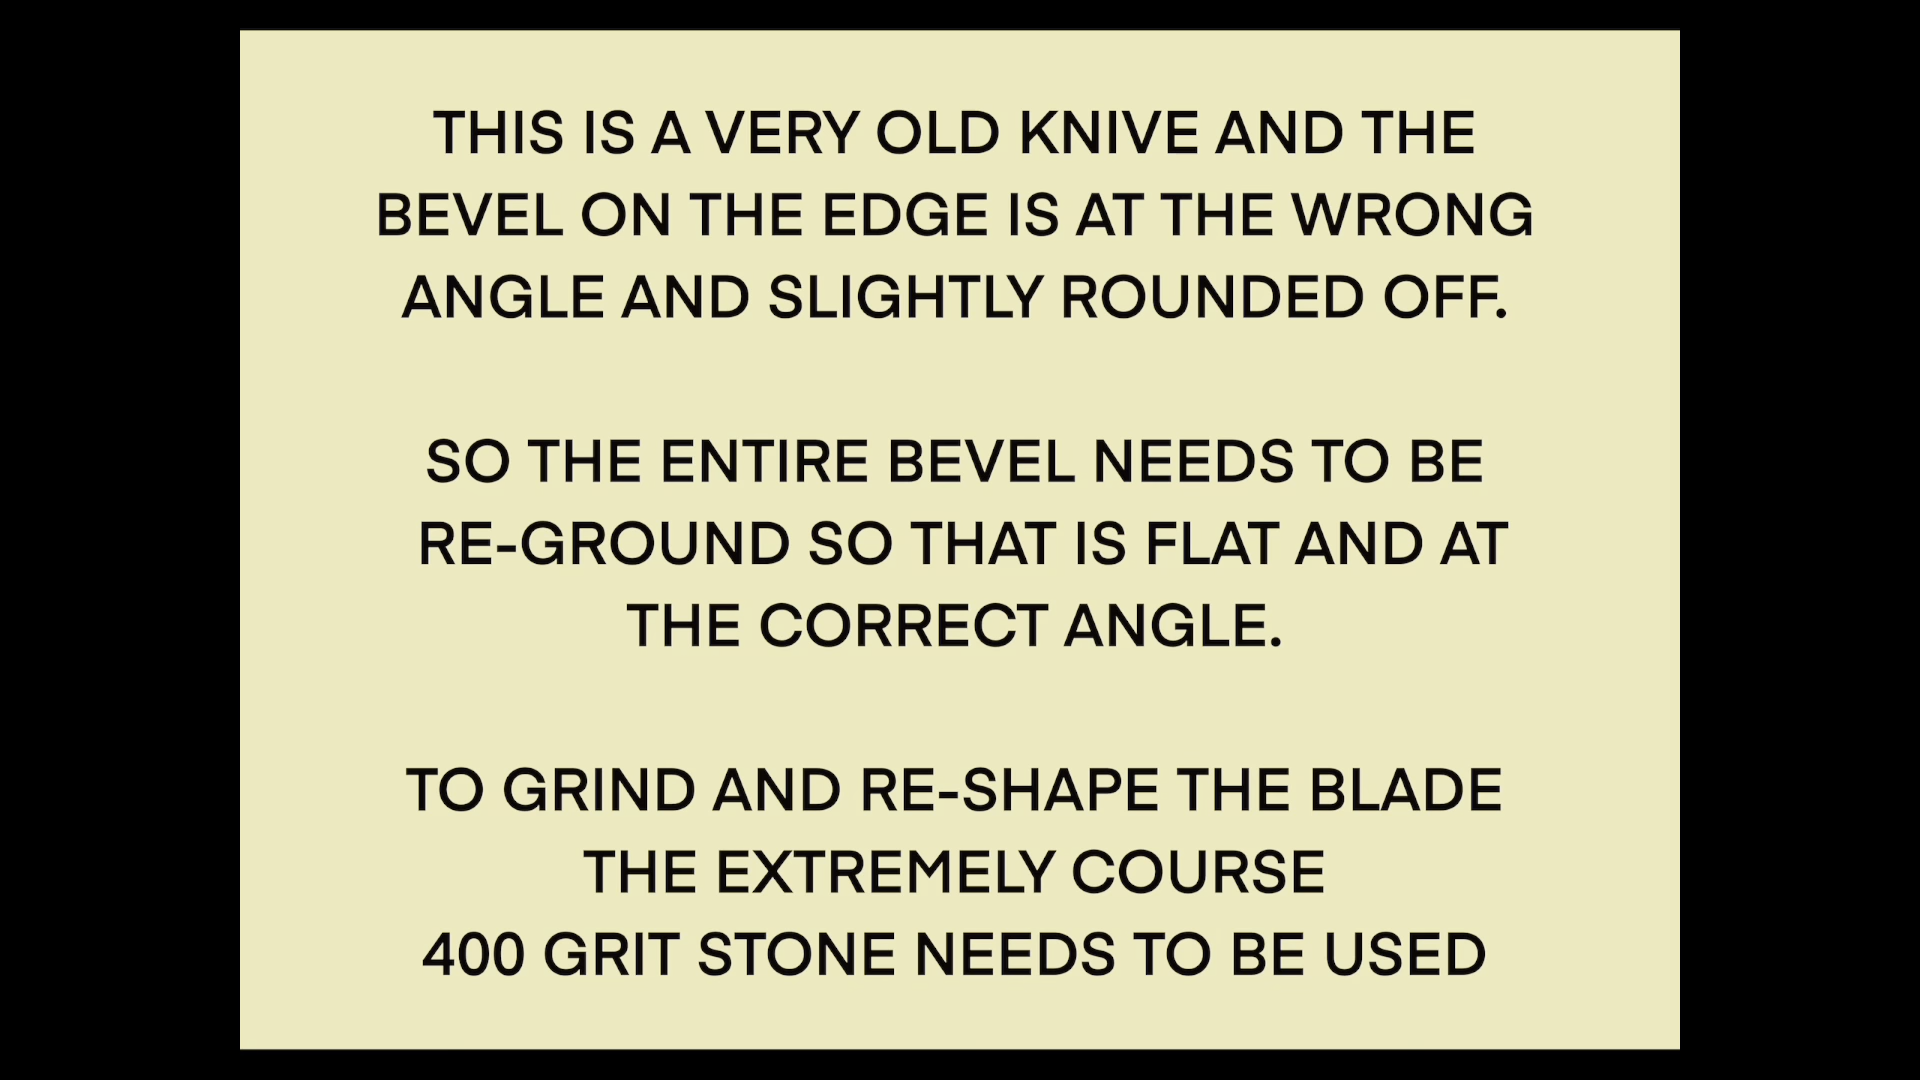 THIS IS A VERY OLD KNIVE AND THE
BEVEL ON THE EDGE IS AT THE WRONG
ANGLE AND SLIGHTLY ROUNDED OFF.
SO THE ENTIRE BEVEL NEEDS TO BE
RE-GROUND SO THAT IS FLAT AND AT
THE CORRECT ANGLE.
TO GRIND AND RE-SHAPE THE BLADE
THE EXTREMELY COURSE
400 GRIT STONE NEEDS TO BE USED